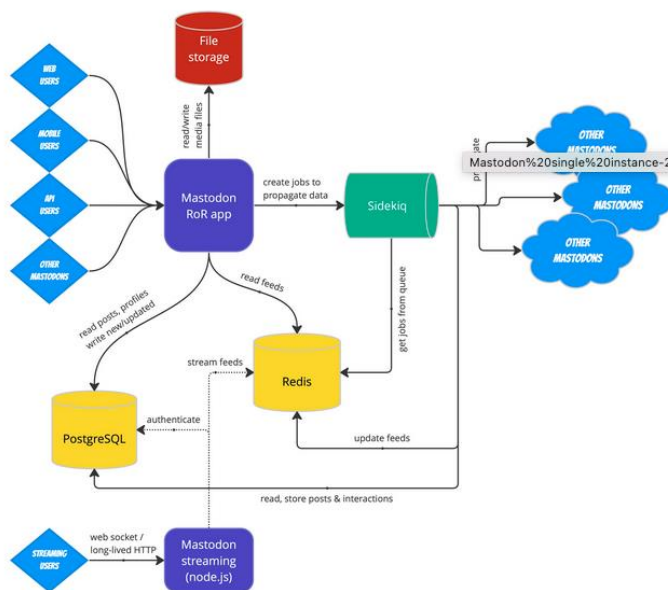 File
storage
WEB
USERS
MOBILE
USERS
API
USERS
OTHER
MASTODONS
read/write
media files
Mastodon
RoR app
create jobs to
propagate data
Sidekiq
OTHER
Mastodon%20single%20instance-2
OTHER
MASTODONS
OTHER
MASTODONS
read feeds
get jobs from queue
read posts, profiles
write new/updated
stream feeds
Redis
authenticate
PostgreSQL
update feeds
read, store posts & interactions
STREAMING
USERS
web socket /
long-lived HTTP
Mastodon
streaming
(node.js)